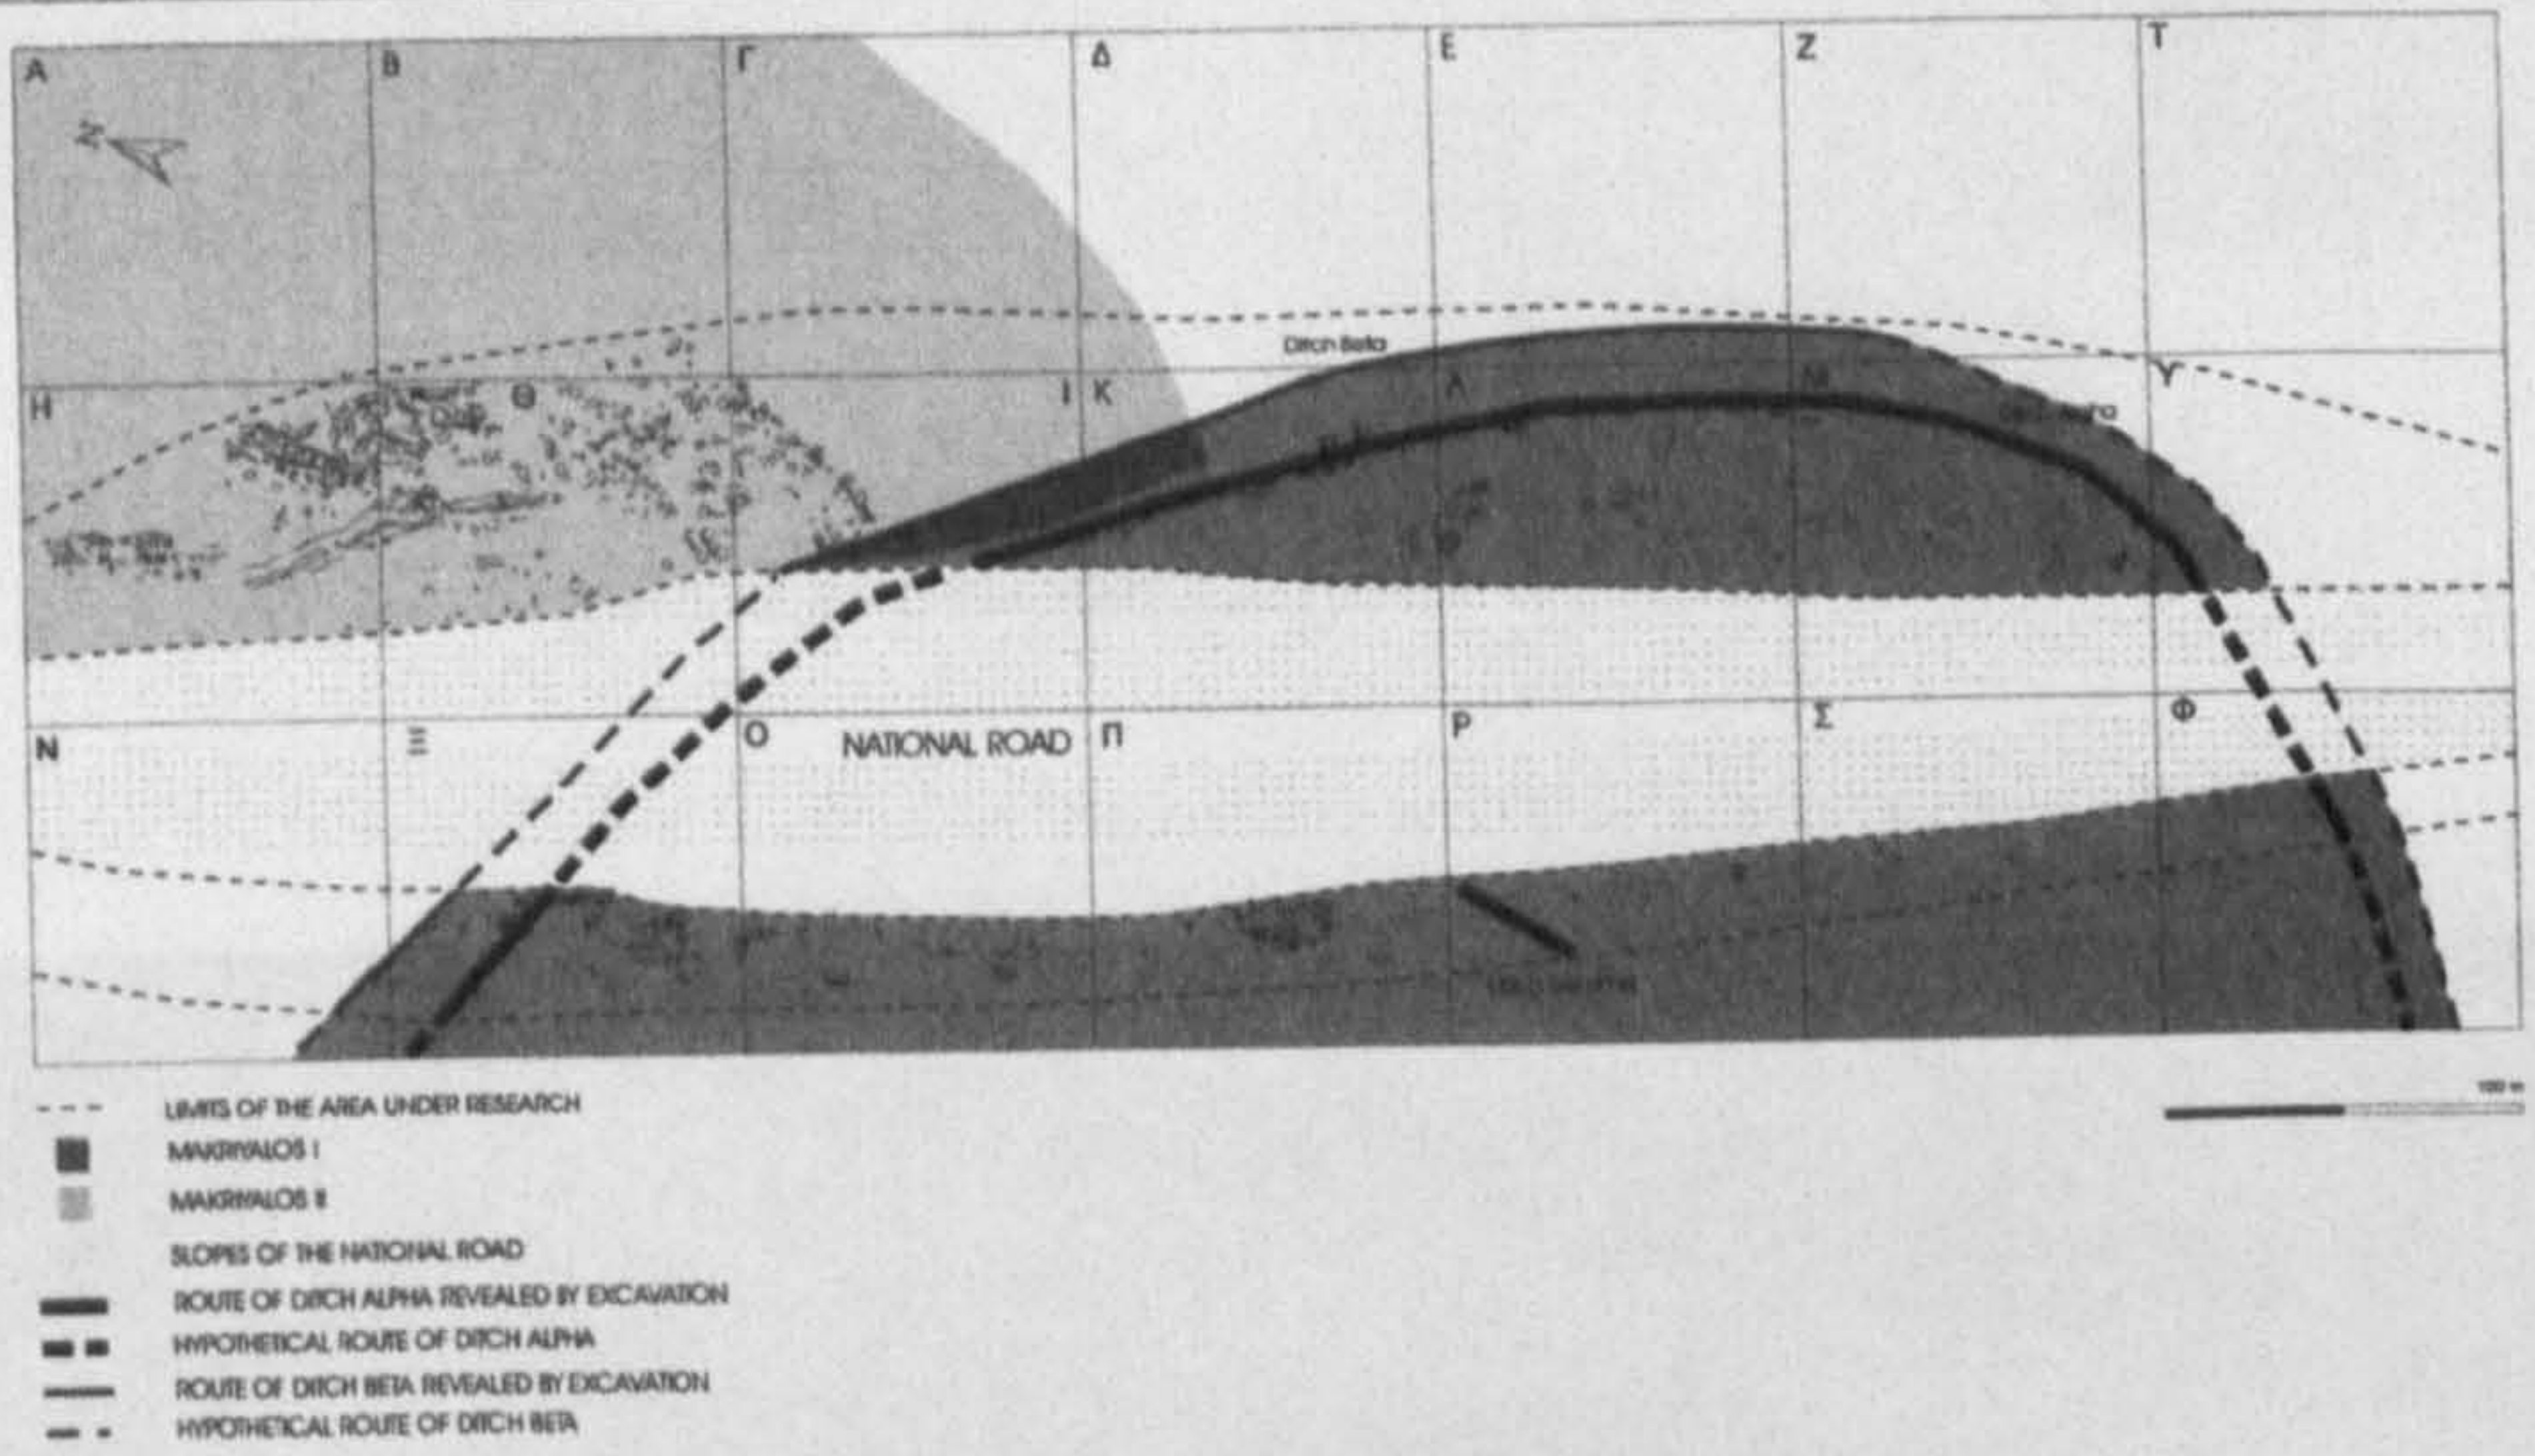 Α Β Γ Δ Ε Ζ Τ
N
Ditch Beta
Η Θ Ι Κ Λ Μ Υ
Ν Ξ Ο NATIONAL ROAD Π Ρ Σ Φ
100 m
LIMITS OF THE AREA UNDER RESEARCH
MAKRIYALOS I
MAKRIYALOS II
SLOPES OF THE NATIONAL ROAD
ROUTE OF DITCH ALPHA REVEALED BY EXCAVATION
HYPOTHETICAL ROUTE OF DITCH ALPHA
ROUTE OF DITCH BETA REVEALED BY EXCAVATION
HYPOTHETICAL ROUTE OF DITCH BETA